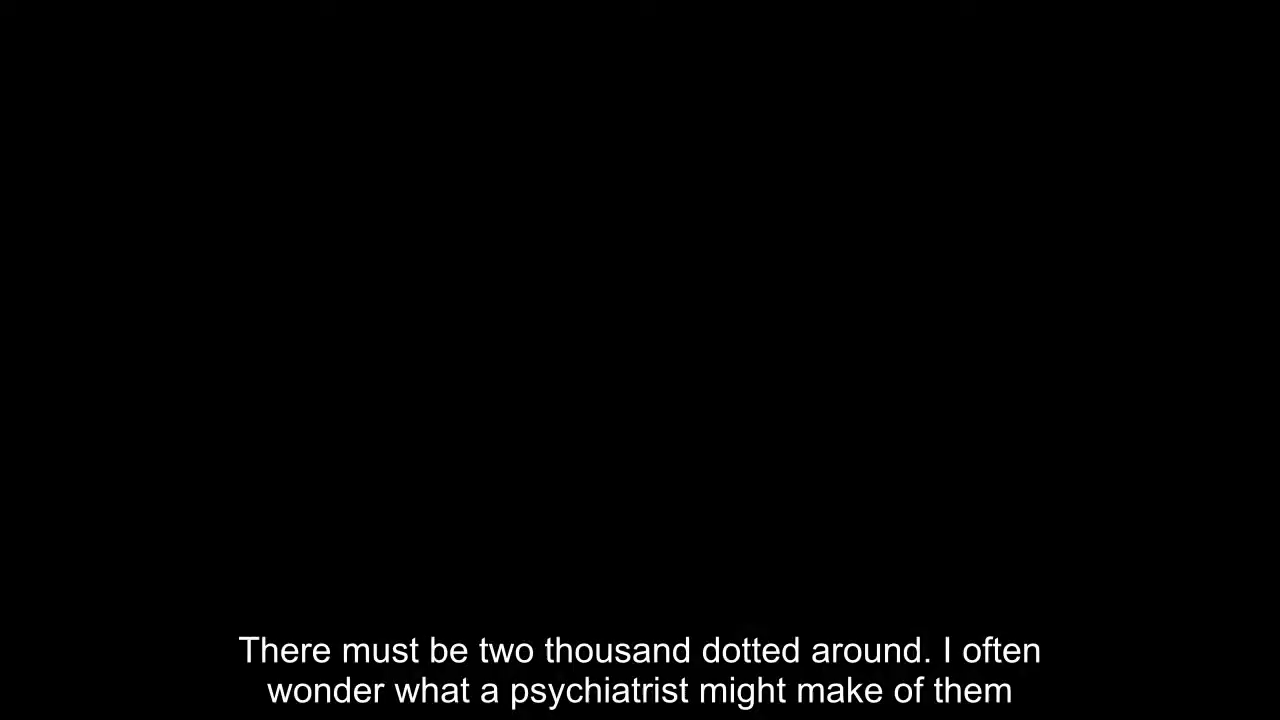 There must be two thousand dotted around. I often
wonder what a psychiatrist might make of them